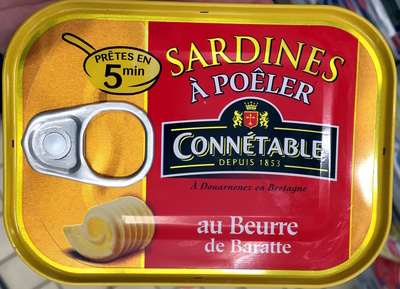 PRÊTES EN
5 min
SARDINES
À POÊLER
CONNÉTABLE
DEPUIS 1853
À Douarnenez en Bretagne
au Beurre
de Baratte